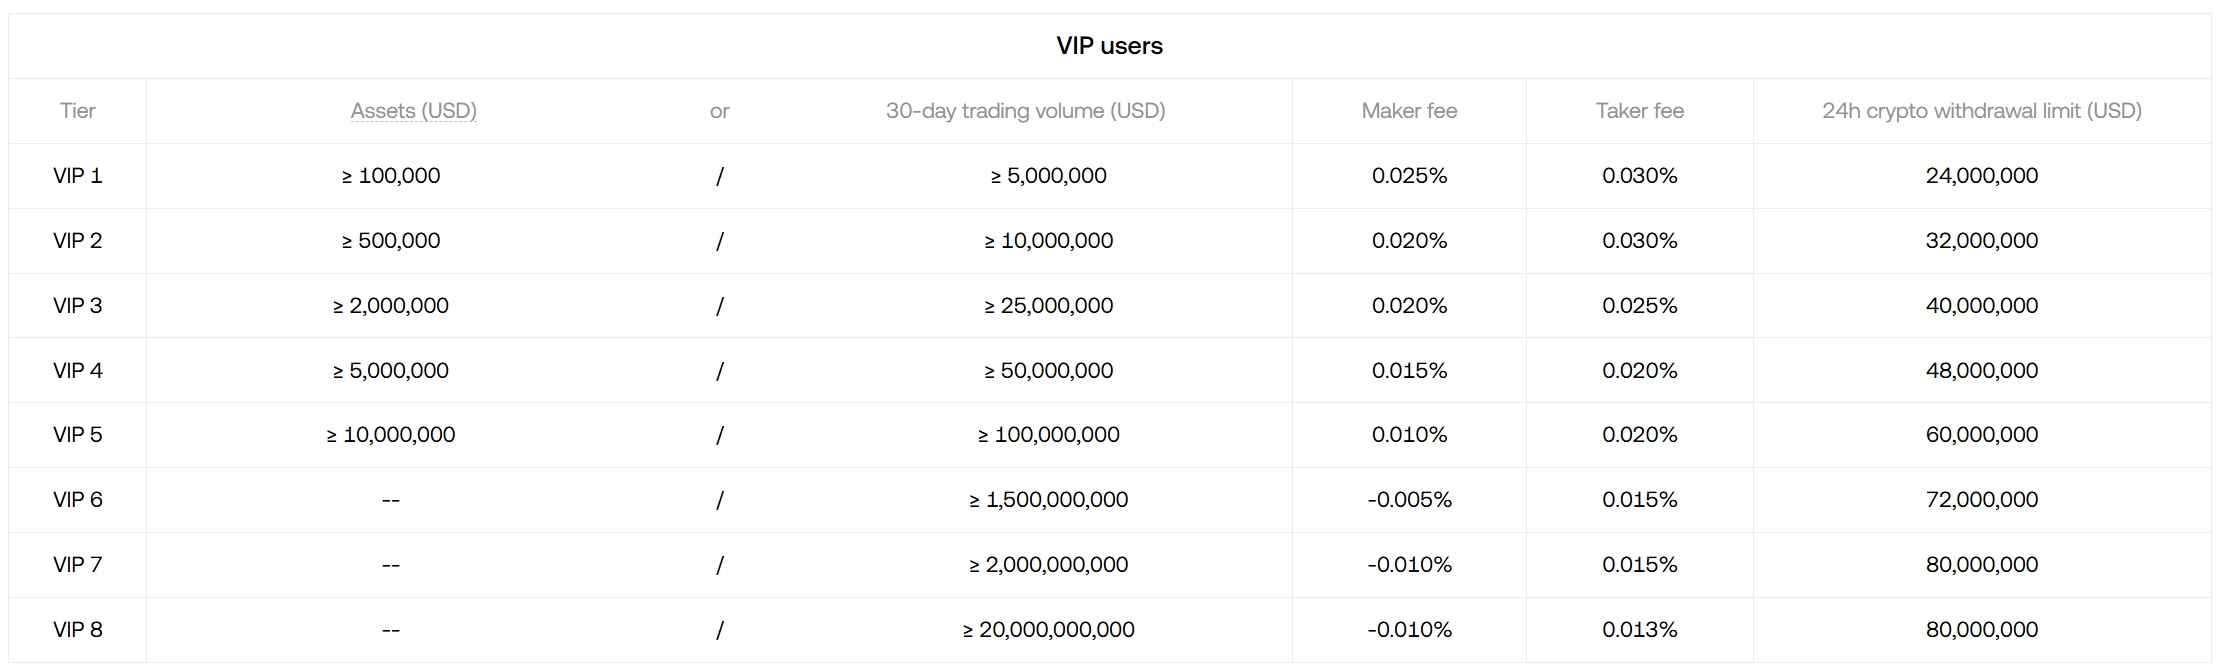 VIP users
Tier Assets (USD) or 30-day trading volume (USD) Maker fee Taker fee 24h crypto withdrawal limit (USD)
VIP 1 ≥ 100,000 / ≥ 5,000,000 0.025% 0.030% 24,000,000
VIP 2 ≥ 500,000 / ≥ 10,000,000 0.020% 0.030% 32,000,000
VIP 3 ≥ 2,000,000 / ≥ 25,000,000 0.020% 0.025% 40,000,000
VIP 4 ≥ 5,000,000 / ≥ 50,000,000 0.015% 0.020% 48,000,000
VIP 5 ≥ 10,000,000 / ≥ 100,000,000 0.010% 0.020% 60,000,000
VIP 6 -- / ≥ 1,500,000,000 -0.005% 0.015% 72,000,000
VIP 7 -- / ≥ 2,000,000,000 -0.010% 0.015% 80,000,000
VIP 8 -- / ≥ 20,000,000,000 -0.010% 0.013% 80,000,000